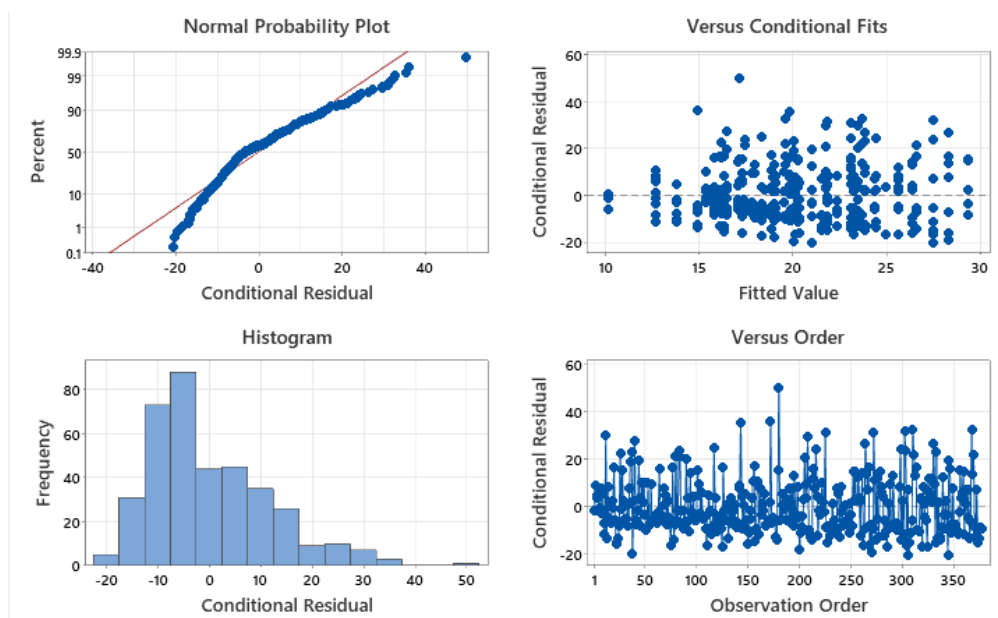 Normal Probability Plot
99.9
99
90
50
10
1
0.1
Percent
-40 -20 0 20 40
Conditional Residual
Versus Conditional Fits
60
40
20
0
-20
Conditional Residual
10 15 20 25 30
Fitted Value
Histogram
80
60
40
20
0
Frequency
-20 -10 0 10 20 30 40 50
Conditional Residual
Versus Order
60
40
20
0
-20
Conditional Residual
1 50 100 150 200 250 300 350
Observation Order